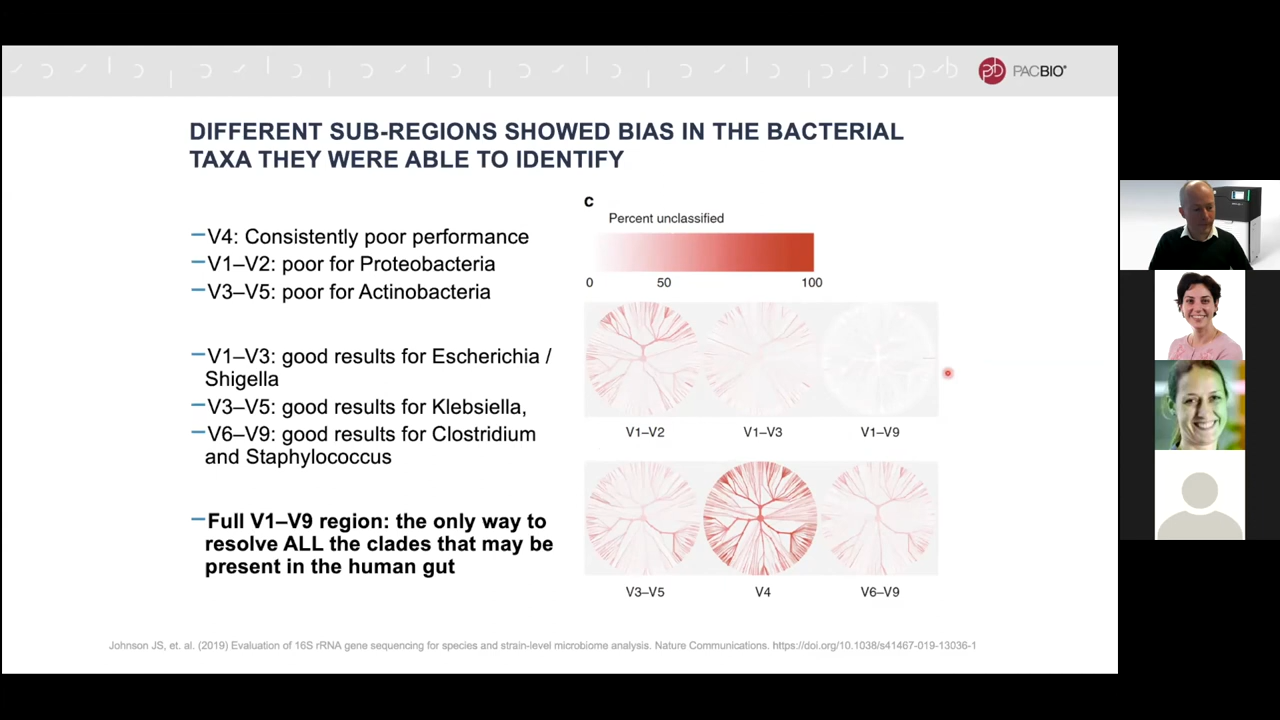 PACBIO®
DIFFERENT SUB-REGIONS SHOWED BIAS IN THE BACTERIAL
TAXA THEY WERE ABLE TO IDENTIFY
–V4: Consistently poor performance
–V1–V2: poor for Proteobacteria
–V3–V5: poor for Actinobacteria
–V1–V3: good results for Escherichia /
Shigella
–V3–V5: good results for Klebsiella,
–V6–V9: good results for Clostridium
and Staphylococcus
–Full V1–V9 region: the only way to
resolve ALL the clades that may be
present in the human gut
c
Percent unclassified
0 50 100
V1–V2 V1–V3 V1–V9
V3–V5 V4 V6–V9
Johnson JS, et. al. (2019) Evaluation of 16S rRNA gene sequencing for species and strain-level microbiome analysis. Nature Communications. https://doi.org/10.1038/s41467-019-13036-1